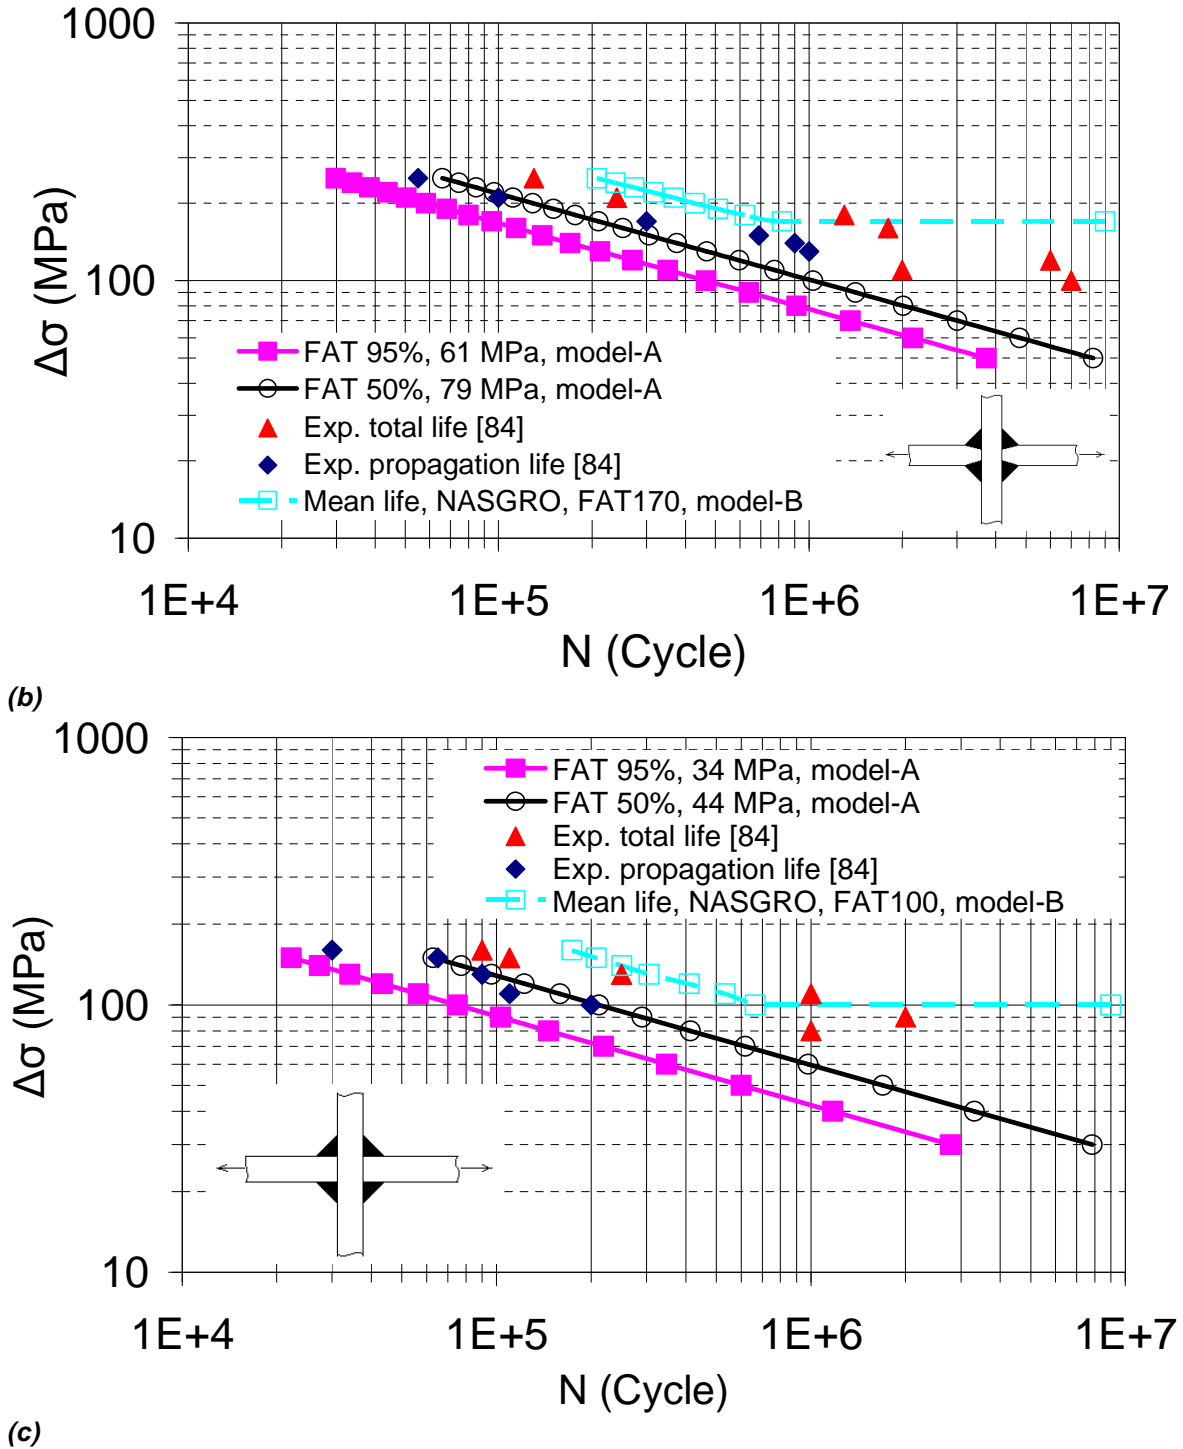 1000
100
10
Δσ (MPa)
FAT 95%, 61 MPa, model-A
FAT 50%, 79 MPa, model-A
Exp. total life [84]
Exp. propagation life [84]
Mean life, NASGRO, FAT170, model-B
1E+4 1E+5 1E+6 1E+7
N (Cycle)
(b)
1000
100
10
Δσ (MPa)
FAT 95%, 34 MPa, model-A
FAT 50%, 44 MPa, model-A
Exp. total life [84]
Exp. propagation life [84]
Mean life, NASGRO, FAT100, model-B
1E+4 1E+5 1E+6 1E+7
N (Cycle)
(c)